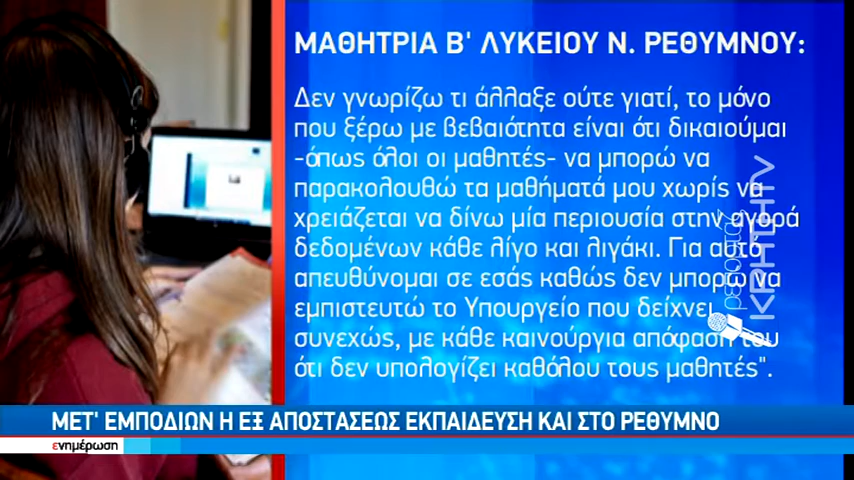 ΜΑΘΗΤΡΙΑ Β' ΛΥΚΕΙΟΥ Ν. ΡΕΘΥΜΝΟΥ:
Δεν γνωρίζω τι άλλαξε ούτε γιατί, το μόνο
που ξέρω με βεβαιότητα είναι ότι δικαιούμαι
-όπως όλοι οι μαθητές- να μπορώ να
παρακολουθώ τα μαθήματά μου χωρίς να
χρειάζεται να δίνω μία περιουσία στην αγορά
δεδομένων κάθε λίγο και λιγάκι. Για αυτό
απευθύνομαι σε εσάς καθώς δεν μπορώ να
εμπιστευτώ το Υπουργείο που δείχνει
συνεχώς, με κάθε καινούργια απόφαση του
ότι δεν υπολογίζει καθόλου τους μαθητές".
ρεπορτάζ
ΚΡΗΤΗTV
ΜΕΤ' ΕΜΠΟΔΙΩΝ Η ΕΞ ΑΠΟΣΤΑΣΕΩΣ ΕΚΠΑΙΔΕΥΣΗ ΚΑΙ ΣΤΟ ΡΕΘΥΜΝΟ
ενημέρωση